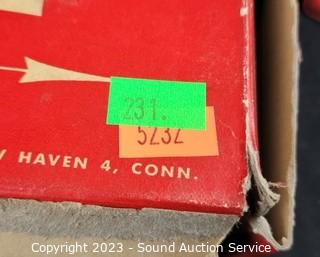 231.
5232
HAVEN 4, CONN.
Copyright 2023 - Sound Auction Service